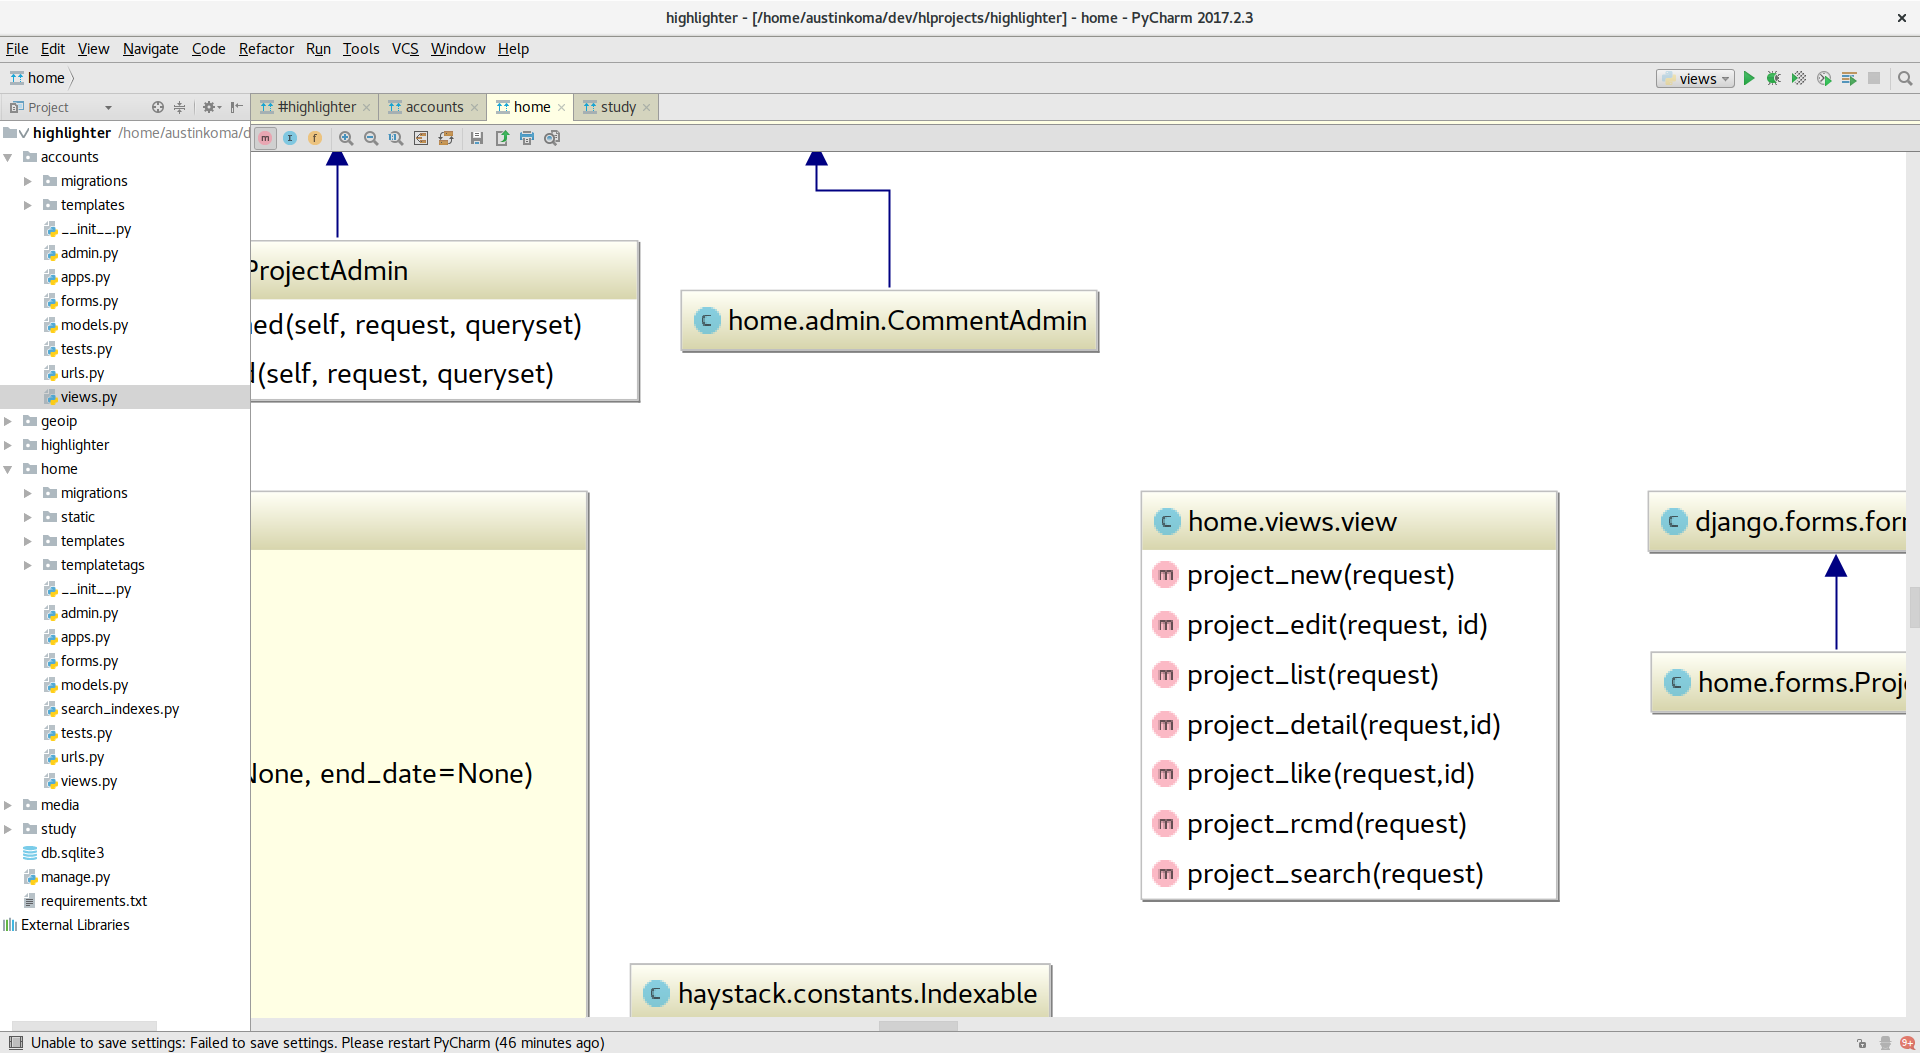 highlighter - [/home/austinkoma/dev/hlprojects/highlighter] - home - PyCharm 2017.2.3
File Edit View Navigate Code Refactor Run Tools VCS Window Help
home
views
Project
#highlighter accounts home study
highlighter /home/austinkoma/d
accounts
migrations
templates
__init__.py
admin.py
apps.py
forms.py
models.py
tests.py
urls.py
views.py
geoip
highlighter
home
migrations
static
templates
templatetags
__init__.py
admin.py
apps.py
forms.py
models.py
search_indexes.py
tests.py
urls.py
views.py
media
study
db.sqlite3
manage.py
requirements.txt
External Libraries
ProjectAdmin
ed(self, request, queryset)
(self, request, queryset)
home.admin.CommentAdmin
None, end_date=None)
home.views.view
project_new(request)
project_edit(request, id)
project_list(request)
project_detail(request,id)
project_like(request,id)
project_rcmd(request)
project_search(request)
django.forms.for
home.forms.Proj
haystack.constants.Indexable
Unable to save settings: Failed to save settings. Please restart PyCharm (46 minutes ago)
9+